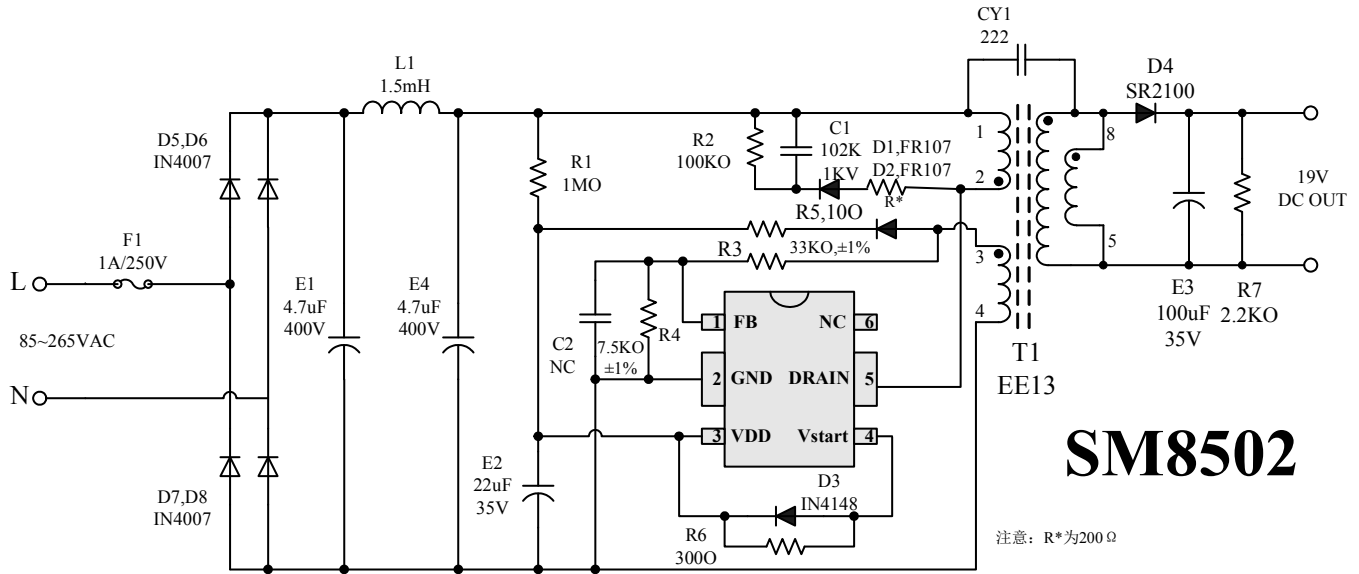 CY1
222
L1
1.5mH
D4
SR2100
D5,D6
IN4007
R2
100KO
C1
102K
1KV
D1,FR107
D2,FR107
R*
1
2
8
R1
1MO
R5,10O
19V
DC OUT
F1
1A/250V
R3
33KO,±1%
3
5
L
E1
4.7uF
400V
E4
4.7uF
400V
4
E3
100uF
35V
R7
2.2KO
85~265VAC
C2
NC
7.5KO
±1%
R4
1 FB NC 6
2 GND DRAIN 5
3 VDD Vstart 4
T1
EE13
N
SM8502
E2
22uF
35V
D3
IN4148
D7,D8
IN4007
R6
300O
注意：R*为200Ω